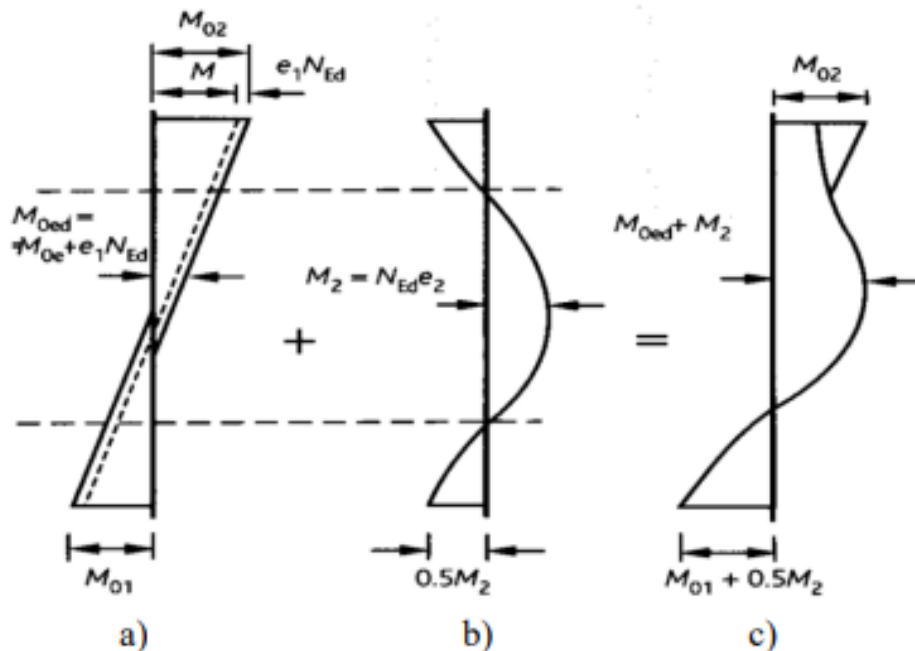 M02
M
e1NEd
M0ed=
M0e+e1NEd
M01
a)
+
M2 = NEde2
0.5M2
b)
=
M02
M0ed+ M2
M01 + 0.5M2
c)